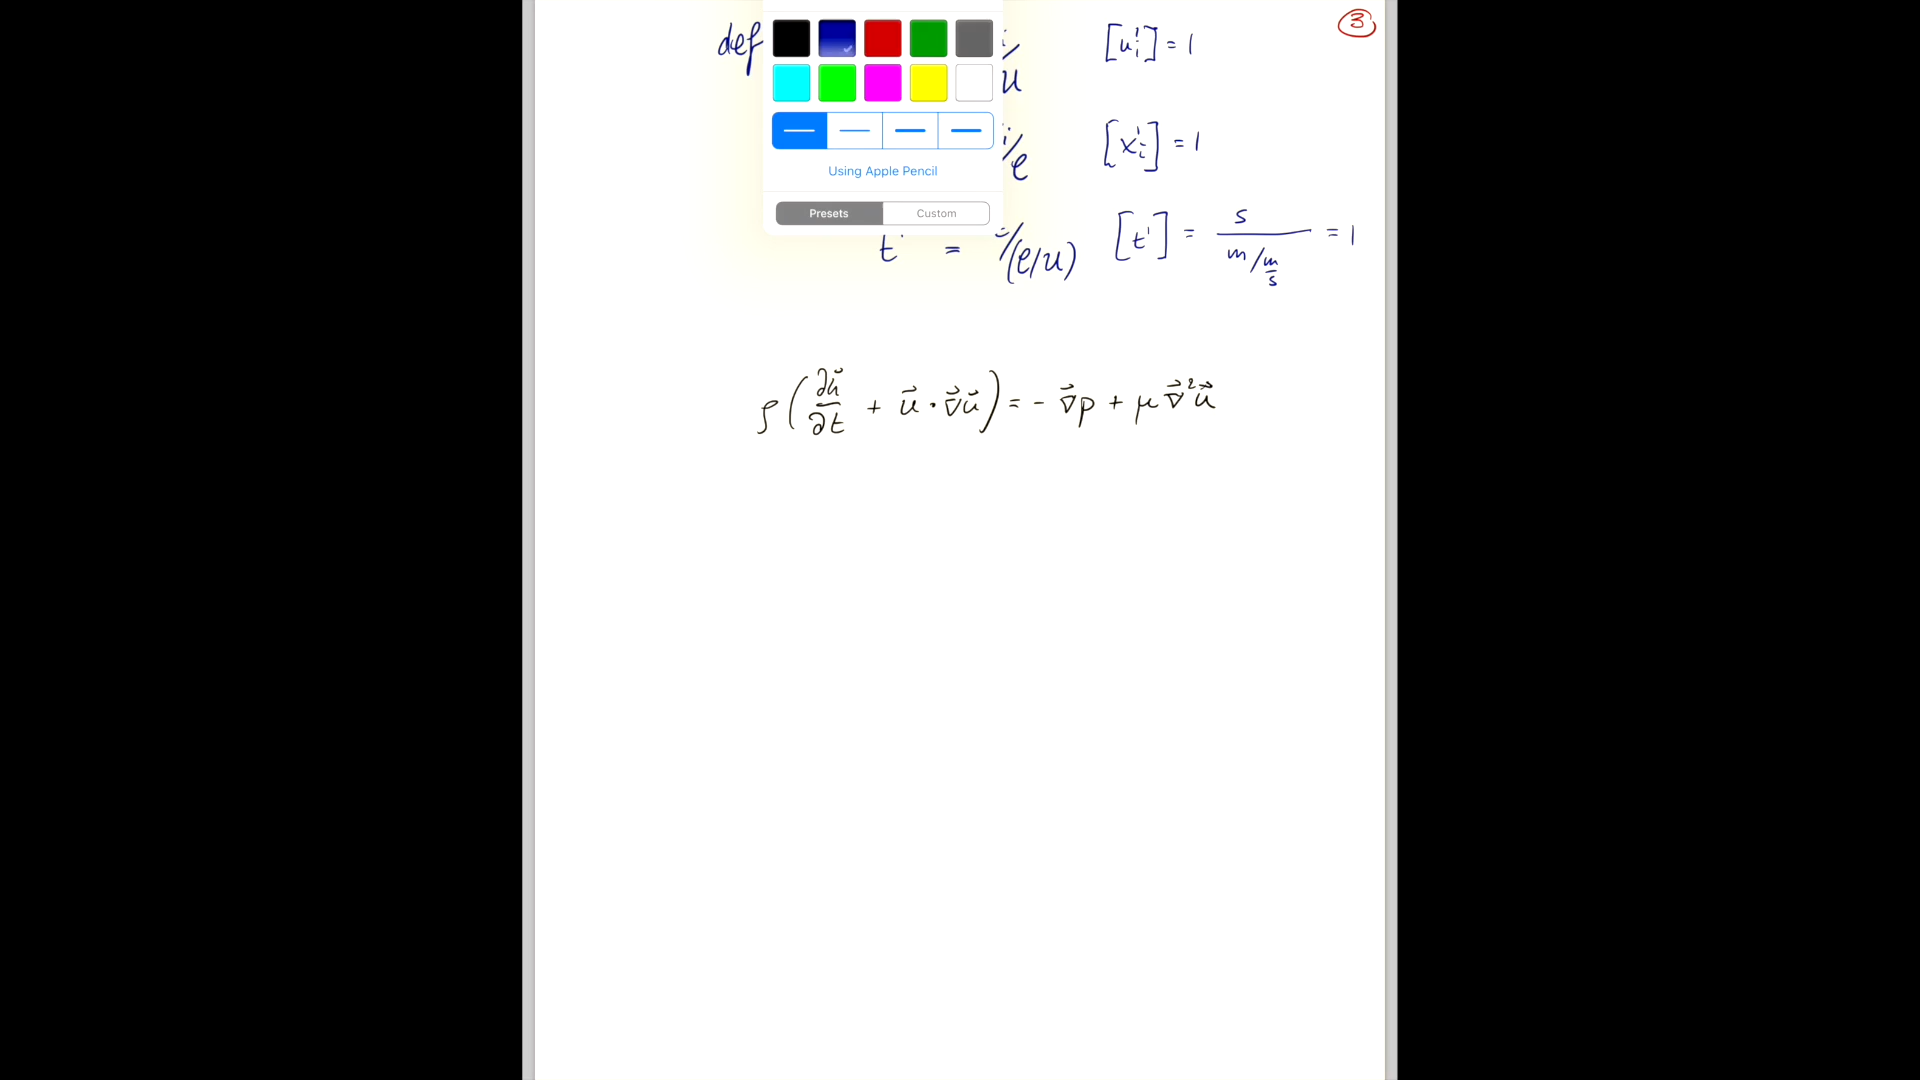 ③
def i/u [u'ᵢ] = 1
i/ℓ [x'ᵢ] = 1
Using Apple Pencil
Presets Custom
t' = /(ℓ/u) [t'] = s/(m/(m/s)) = 1
ρ(∂u⃗/∂t + u⃗ · ∇⃗u⃗) = - ∇⃗p + μ∇⃗²u⃗